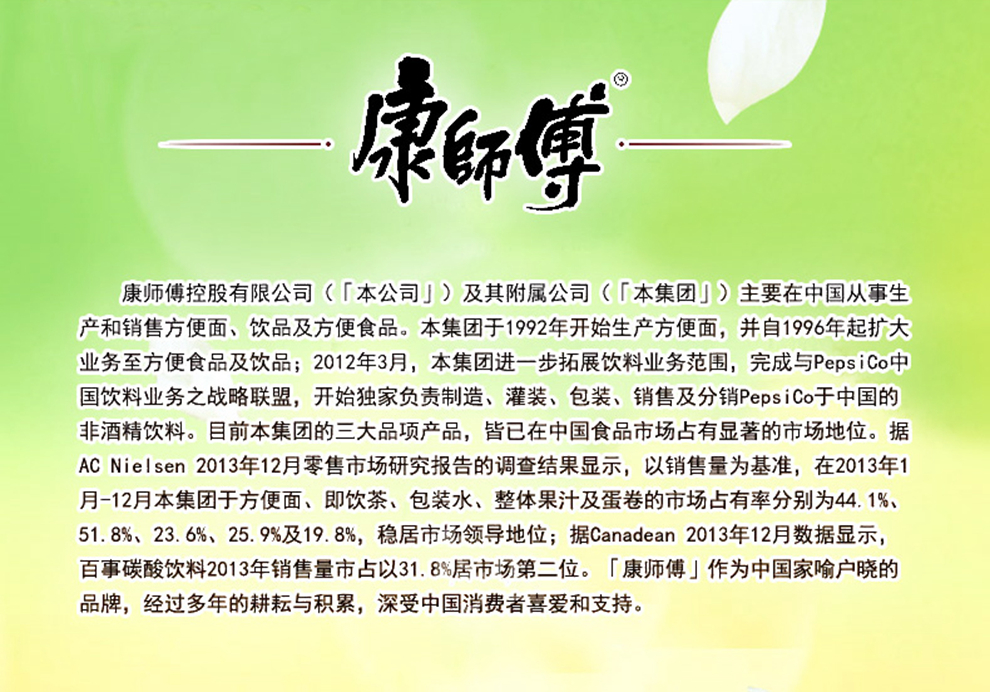 康師傅
康师傅控股有限公司（「本公司」）及其附属公司（「本集团」）主要在中国从事生
产和销售方便面、饮品及方便食品。本集团于1992年开始生产方便面，并自1996年起扩大
业务至方便食品及饮品；2012年3月，本集团进一步拓展饮料业务范围，完成与PepsiCo中
国饮料业务之战略联盟，开始独家负责制造、灌装、包装、销售及分销PepsiCo于中国的
非酒精饮料。目前本集团的三大品项产品，皆已在中国食品市场占有显著的市场地位。据
AC Nielsen 2013年12月零售市场研究报告的调查结果显示，以销售量为基准，在2013年1
月-12月本集团于方便面、即饮茶、包装水、整体果汁及蛋卷的市场占有率分别为44.1%、
51.8%、23.6%、25.9%及19.8%，稳居市场领导地位；据Canadean 2013年12月数据显示，
百事碳酸饮料2013年销售量市占以31.8%居市场第二位。「康师傅」作为中国家喻户晓的
品牌，经过多年的耕耘与积累，深受中国消费者喜爱和支持。